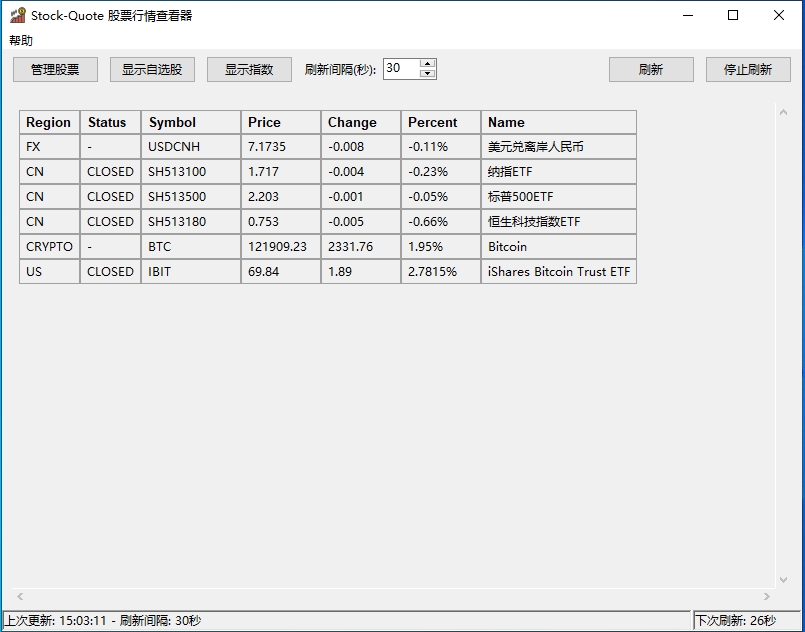 Stock-Quote 股票行情查看器
帮助
管理股票 显示自选股 显示指数 刷新间隔(秒): 30 刷新 停止刷新
Region Status Symbol Price Change Percent Name
FX - USDCNH 7.1735 -0.008 -0.11% 美元兑离岸人民币
CN CLOSED SH513100 1.717 -0.004 -0.23% 纳指ETF
CN CLOSED SH513500 2.203 -0.001 -0.05% 标普500ETF
CN CLOSED SH513180 0.753 -0.005 -0.66% 恒生科技指数ETF
CRYPTO - BTC 121909.23 2331.76 1.95% Bitcoin
US CLOSED IBIT 69.84 1.89 2.7815% iShares Bitcoin Trust ETF
上次更新: 15:03:11 - 刷新间隔: 30秒 下次刷新: 26秒